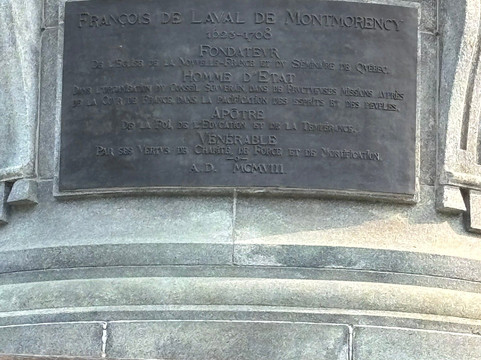 François de Laval de Montmorency
1623-1708
Fondateur
de l'Église de la Nouvelle-France et du Séminaire de Québec.
Homme d'État
dans l'organisation du Conseil Souverain dans de fructueuses missions auprès
de la Cour de France, dans la pacification des esprits et des peuples.
Apôtre
de la Foi, de l'Éducation et de la Tempérance.
Vénérable
par ses vertus de Charité de Force et de Mortification.
A.D. MCMVIII